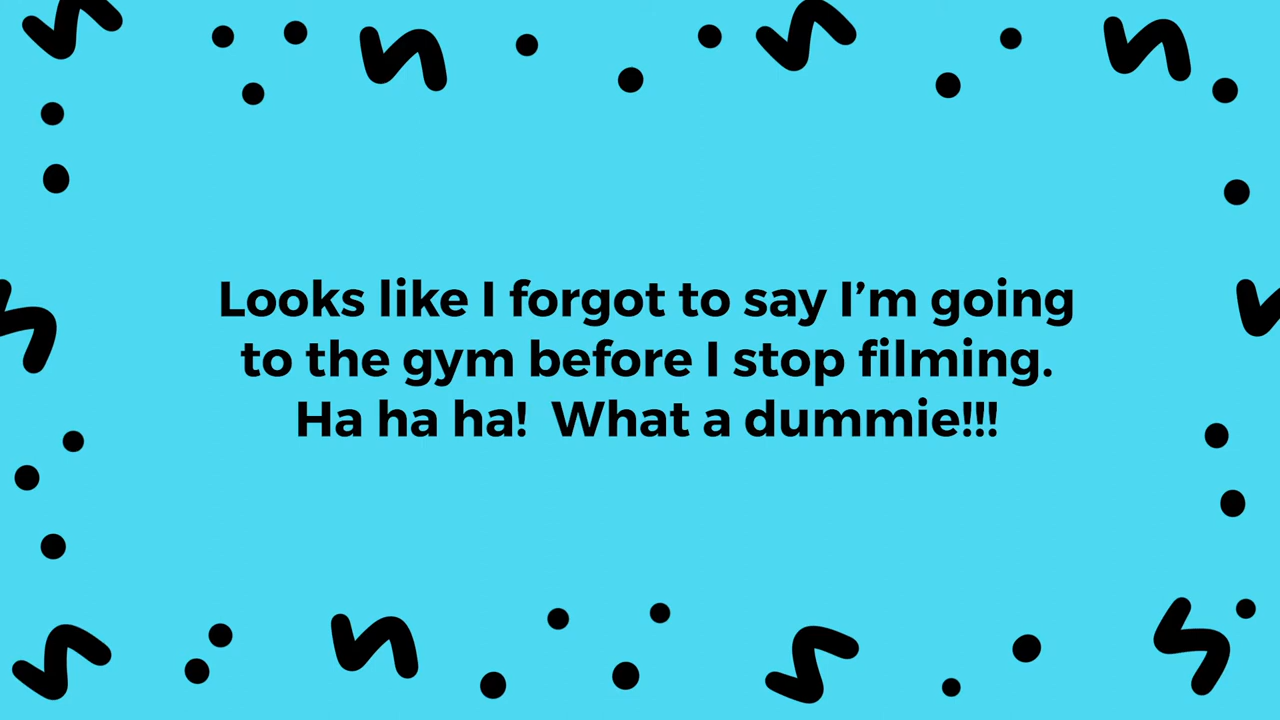 Looks like I forgot to say I’m going
to the gym before I stop filming.
Ha ha ha!  What a dummie!!!